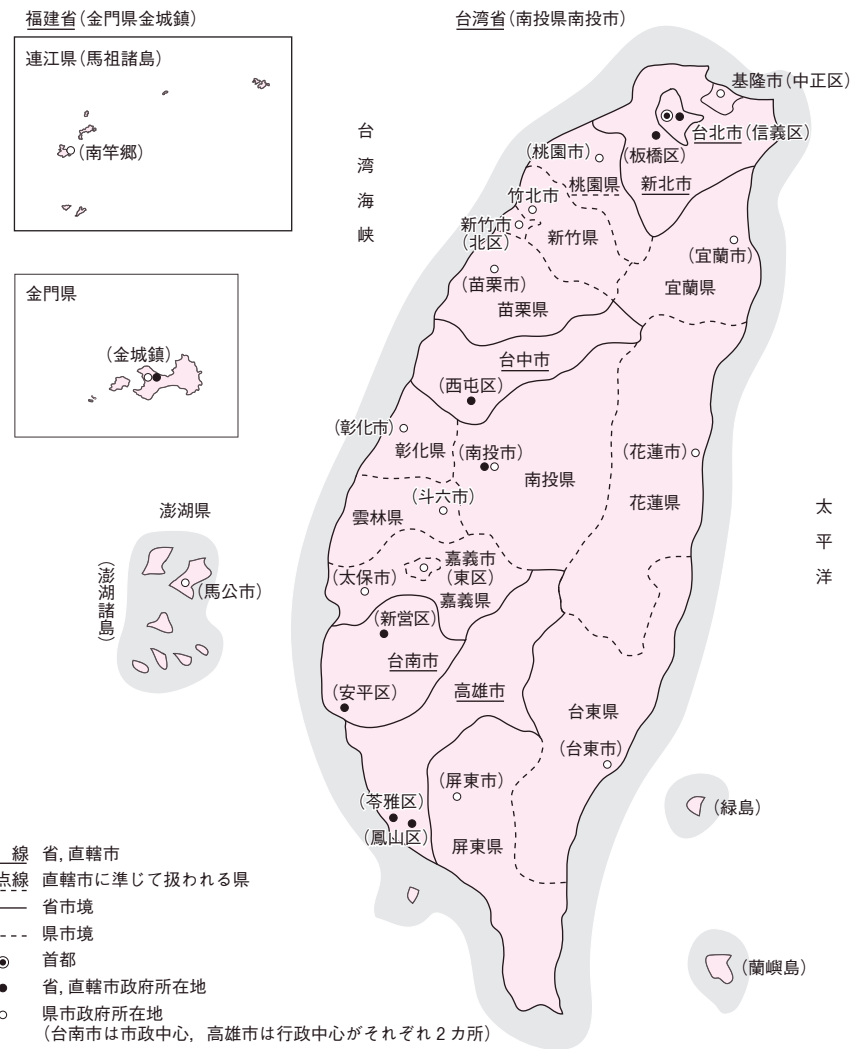 福建省(金門県金城鎮)
台湾省(南投県南投市)
連江県(馬祖諸島)
(南竿郷)
金門県
(金城鎮)
台湾海峡
基隆市(中正区)
台北市(信義区)
(板橋区)
新北市
(桃園市)
桃園県
竹北市
新竹市
(北区)
新竹県
(宜蘭市)
宜蘭県
(苗栗市)
苗栗県
台中市
(西屯区)
(彰化市)
彰化県
(南投市)
南投県
(花蓮市)
花蓮県
(斗六市)
雲林県
太平洋
澎湖県
(澎湖諸島)
(馬公市)
嘉義市
(東区)
(太保市)
嘉義県
(新営区)
台南市
(安平区)
高雄市
台東県
(台東市)
(屏東市)
屏東県
(苓雅区)
(鳳山区)
(緑島)
(蘭嶼島)
線 省,直轄市
点線 直轄市に準じて扱われる県
省市境
県市境
首都
省,直轄市政府所在地
県市政府所在地
(台南市は市政中心,高雄市は行政中心がそれぞれ2カ所)